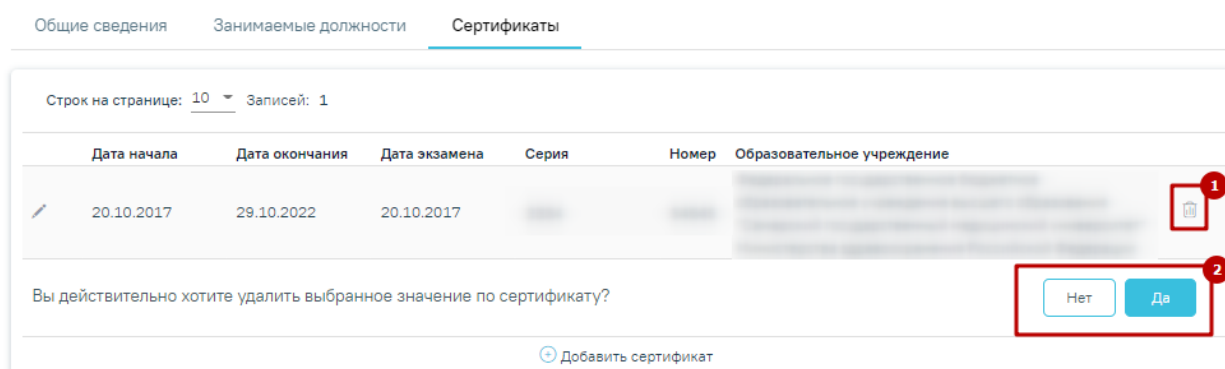 Общие сведения Занимаемые должности Сертификаты
Строк на странице: 10 Записей: 1
Дата начала Дата окончания Дата экзамена Серия Номер Образовательное учреждение
1
20.10.2017 29.10.2022 20.10.2017
2
Вы действительно хотите удалить выбранное значение по сертификату? Нет Да
Добавить сертификат